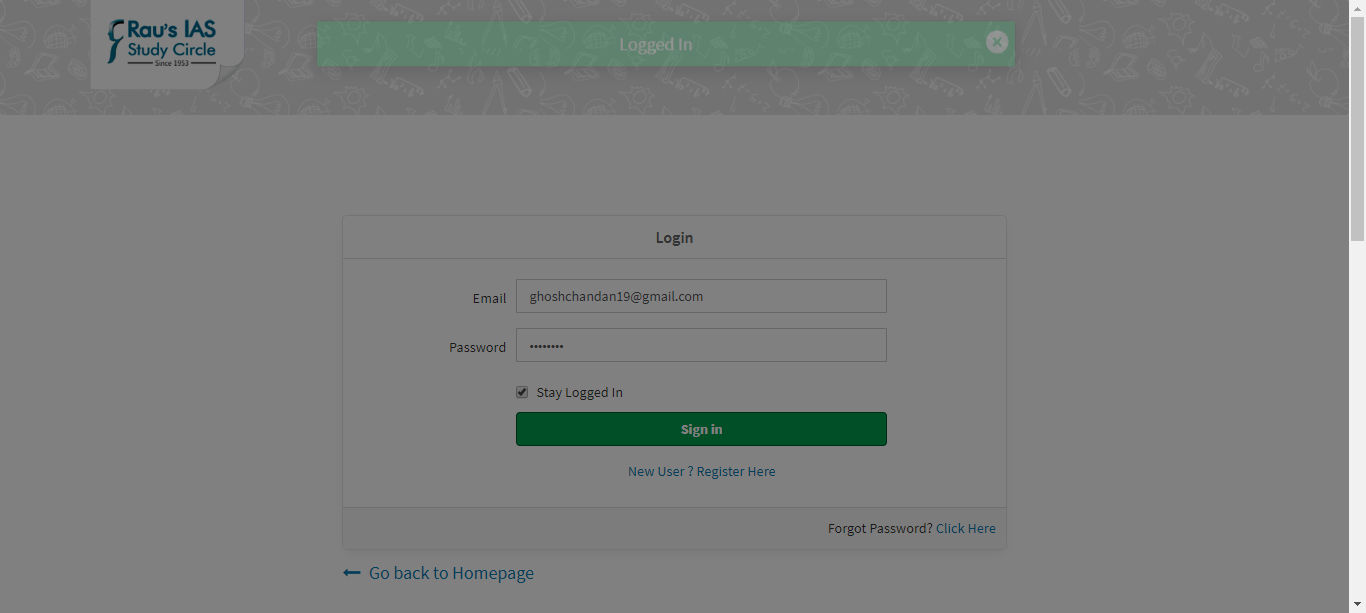 Rau's IAS
Study Circle
Since 1953
Logged In
Login
Email
ghoshchandan19@gmail.com
Password
••••••••
Stay Logged In
Sign in
New User ? Register Here
Forgot Password? Click Here
Go back to Homepage